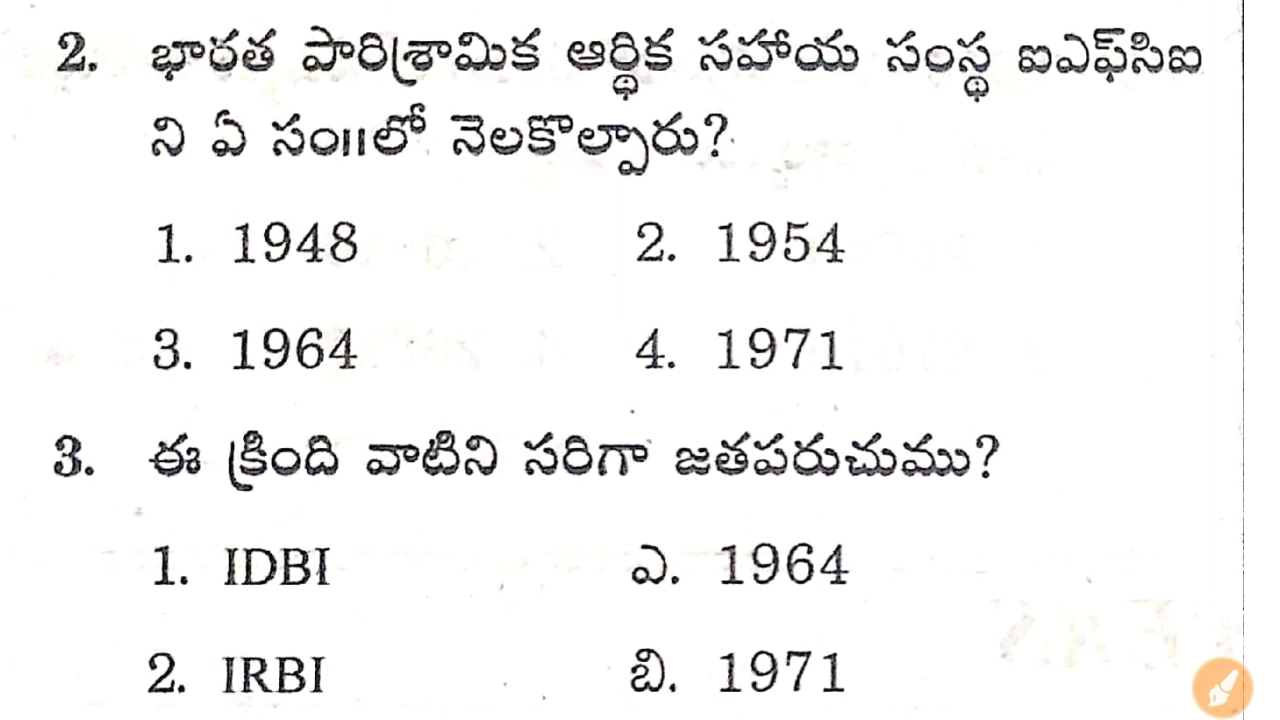 2. భారత పారిశ్రామిక ఆర్థిక సహాయ సంస్థ ఐఎఫ్‌సిఐ
ని ఏ సం॥లో నెలకొల్పారు?
1. 1948 2. 1954
3. 1964 4. 1971
3. ఈ క్రింది వాటిని సరిగా జతపరుచుము?
1. IDBI ఎ. 1964
2. IRBI బి. 1971